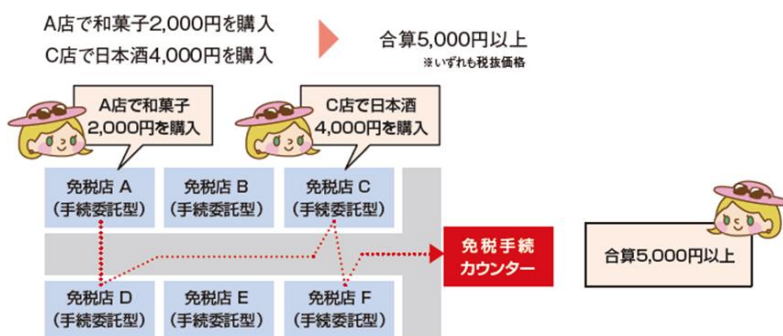 A店で和菓子2,000円を購入
C店で日本酒4,000円を購入
合算5,000円以上
※いずれも税抜価格
A店で和菓子
2,000円を購入
C店で日本酒
4,000円を購入
免税店 A
(手続委託型)
免税店 B
(手続委託型)
免税店 C
(手続委託型)
免税手続
カウンター
合算5,000円以上
免税店 D
(手続委託型)
免税店 E
(手続委託型)
免税店 F
(手続委託型)